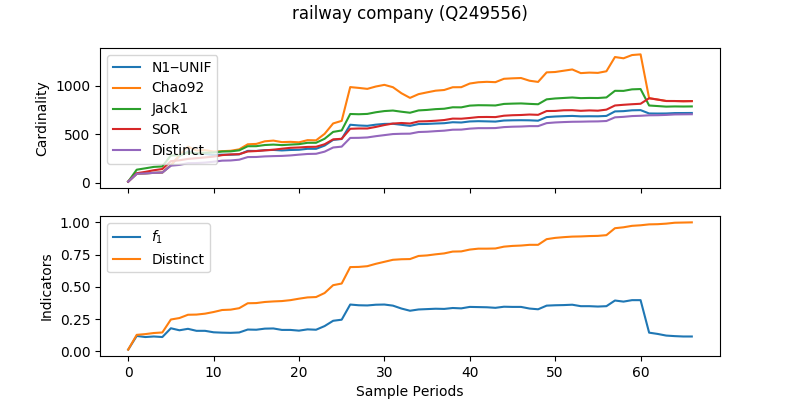 railway company (Q249556)
Cardinality
1000
500
0
N1−UNIF
Chao92
Jack1
SOR
Distinct
Indicators
1.00
0.75
0.50
0.25
0.00
f1
Distinct
0 10 20 30 40 50 60
Sample Periods